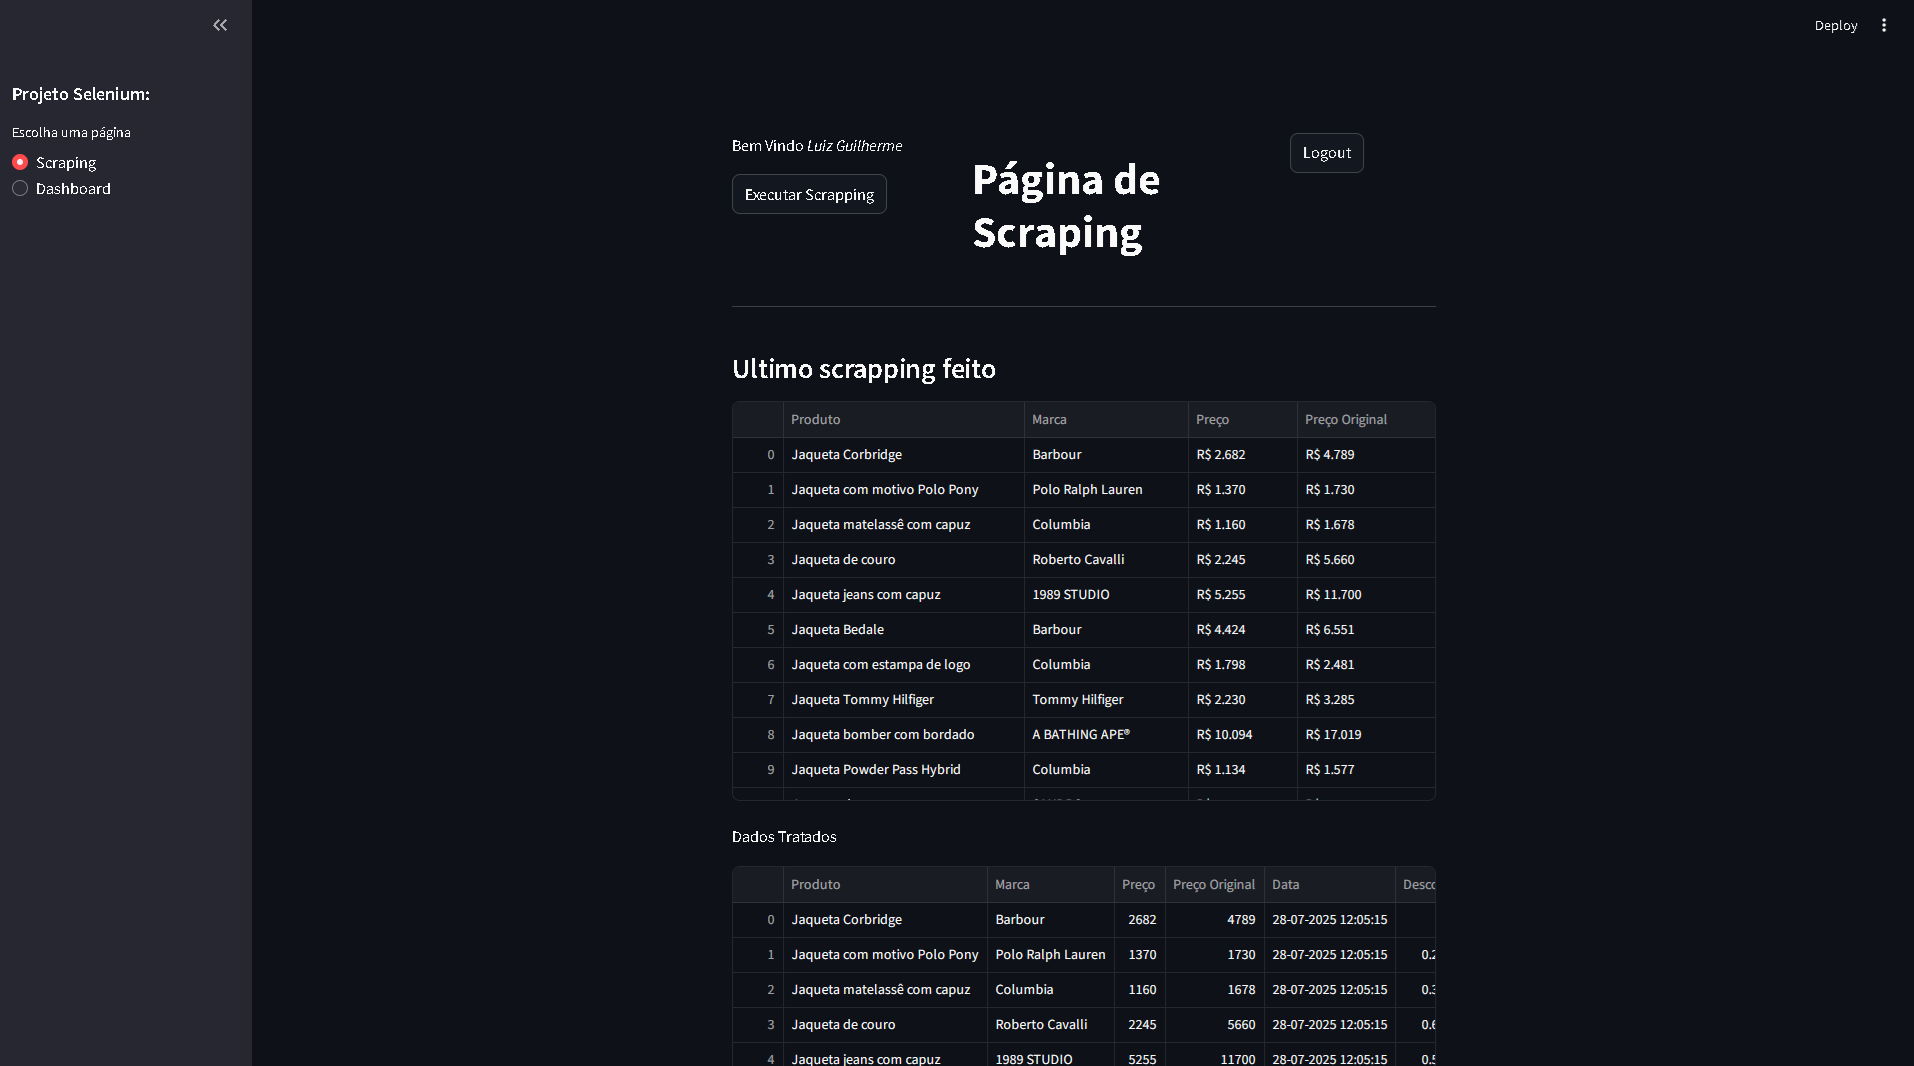 Deploy
Projeto Selenium:
Escolha uma página
Scraping
Dashboard
Bem Vindo Luiz Guilherme
Executar Scrapping
Página de
Scraping
Logout
Ultimo scrapping feito
Produto Marca Preço Preço Original
0 Jaqueta Corbridge Barbour R$ 2.682 R$ 4.789
1 Jaqueta com motivo Polo Pony Polo Ralph Lauren R$ 1.370 R$ 1.730
2 Jaqueta matelassê com capuz Columbia R$ 1.160 R$ 1.678
3 Jaqueta de couro Roberto Cavalli R$ 2.245 R$ 5.660
4 Jaqueta jeans com capuz 1989 STUDIO R$ 5.255 R$ 11.700
5 Jaqueta Bedale Barbour R$ 4.424 R$ 6.551
6 Jaqueta com estampa de logo Columbia R$ 1.798 R$ 2.481
7 Jaqueta Tommy Hilfiger Tommy Hilfiger R$ 2.230 R$ 3.285
8 Jaqueta bomber com bordado A BATHING APE® R$ 10.094 R$ 17.019
9 Jaqueta Powder Pass Hybrid Columbia R$ 1.134 R$ 1.577
Dados Tratados
Produto Marca Preço Preço Original Data Desco
0 Jaqueta Corbridge Barbour 2682 4789 28-07-2025 12:05:15
1 Jaqueta com motivo Polo Pony Polo Ralph Lauren 1370 1730 28-07-2025 12:05:15 0.2
2 Jaqueta matelassê com capuz Columbia 1160 1678 28-07-2025 12:05:15 0.3
3 Jaqueta de couro Roberto Cavalli 2245 5660 28-07-2025 12:05:15 0.6
4 Jaqueta jeans com capuz 1989 STUDIO 5255 11700 28-07-2025 12:05:15 0.5